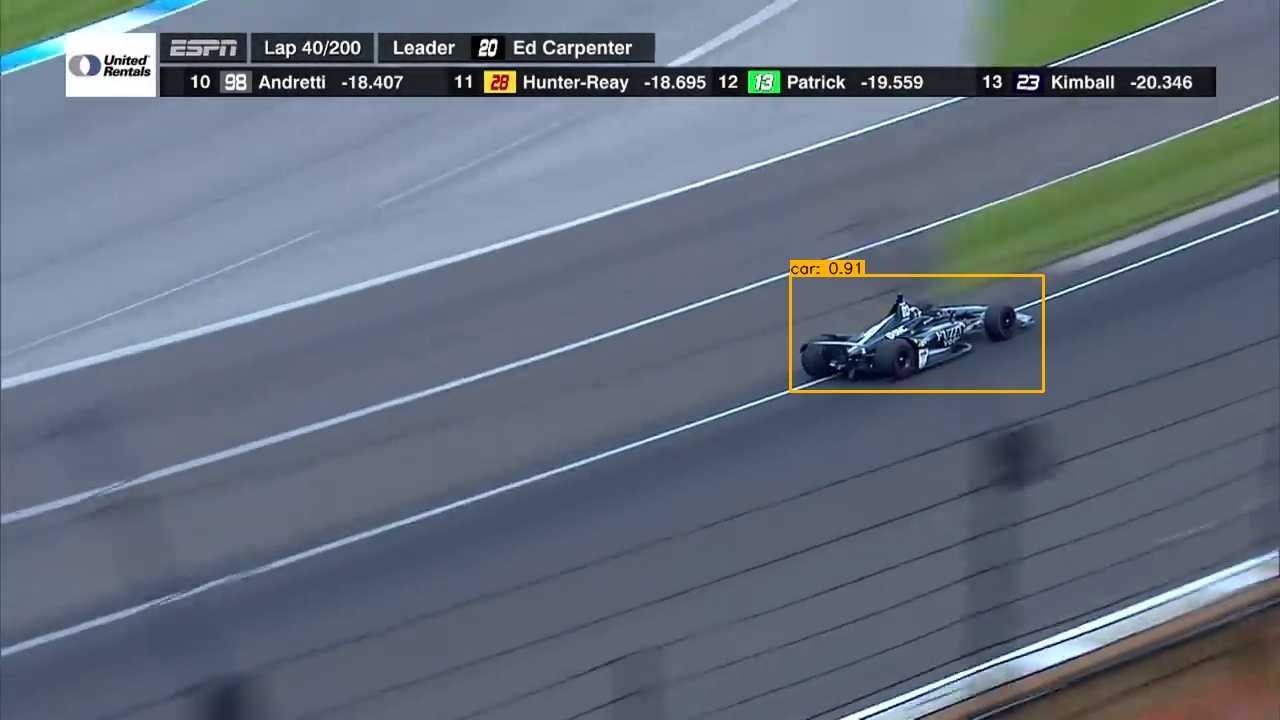 United Rentals
ESPN Lap 40/200 Leader 20 Ed Carpenter
10 98 Andretti -18.407 11 28 Hunter-Reay -18.695 12 13 Patrick -19.559 13 23 Kimball -20.346
car: 0.91